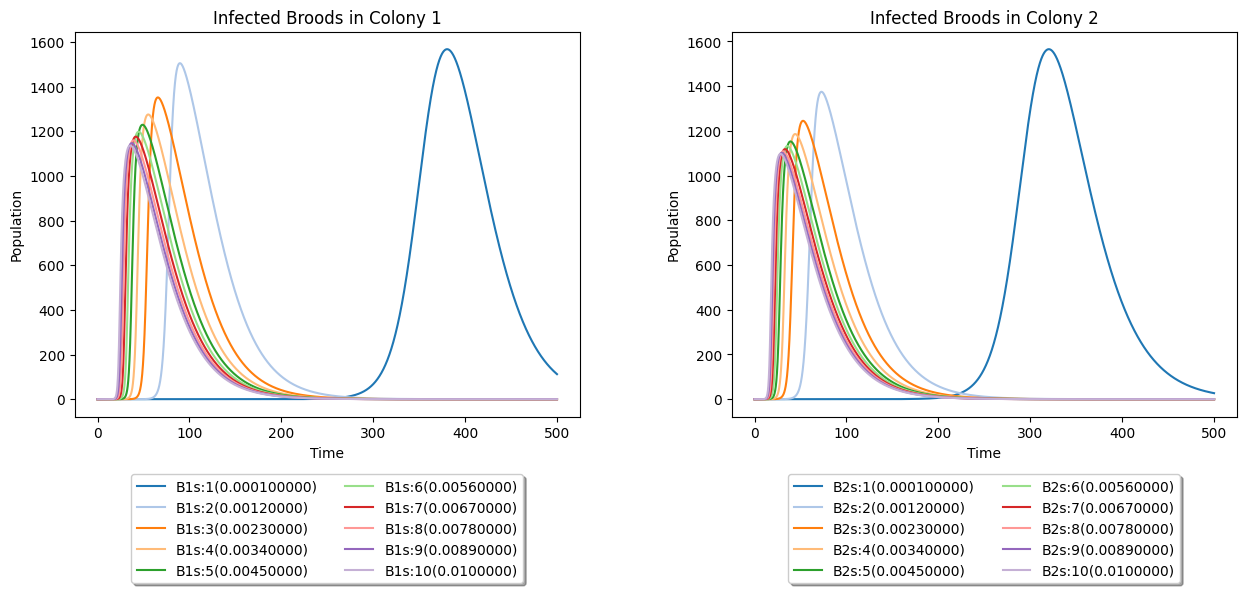 Infected Broods in Colony 1
1600
1400
1200
1000
800
600
400
200
0
Population
0 100 200 300 400 500
Time
B1s:1(0.000100000) B1s:6(0.00560000)
B1s:2(0.00120000) B1s:7(0.00670000)
B1s:3(0.00230000) B1s:8(0.00780000)
B1s:4(0.00340000) B1s:9(0.00890000)
B1s:5(0.00450000) B1s:10(0.0100000)
Infected Broods in Colony 2
1600
1400
1200
1000
800
600
400
200
0
Population
0 100 200 300 400 500
Time
B2s:1(0.000100000) B2s:6(0.00560000)
B2s:2(0.00120000) B2s:7(0.00670000)
B2s:3(0.00230000) B2s:8(0.00780000)
B2s:4(0.00340000) B2s:9(0.00890000)
B2s:5(0.00450000) B2s:10(0.0100000)